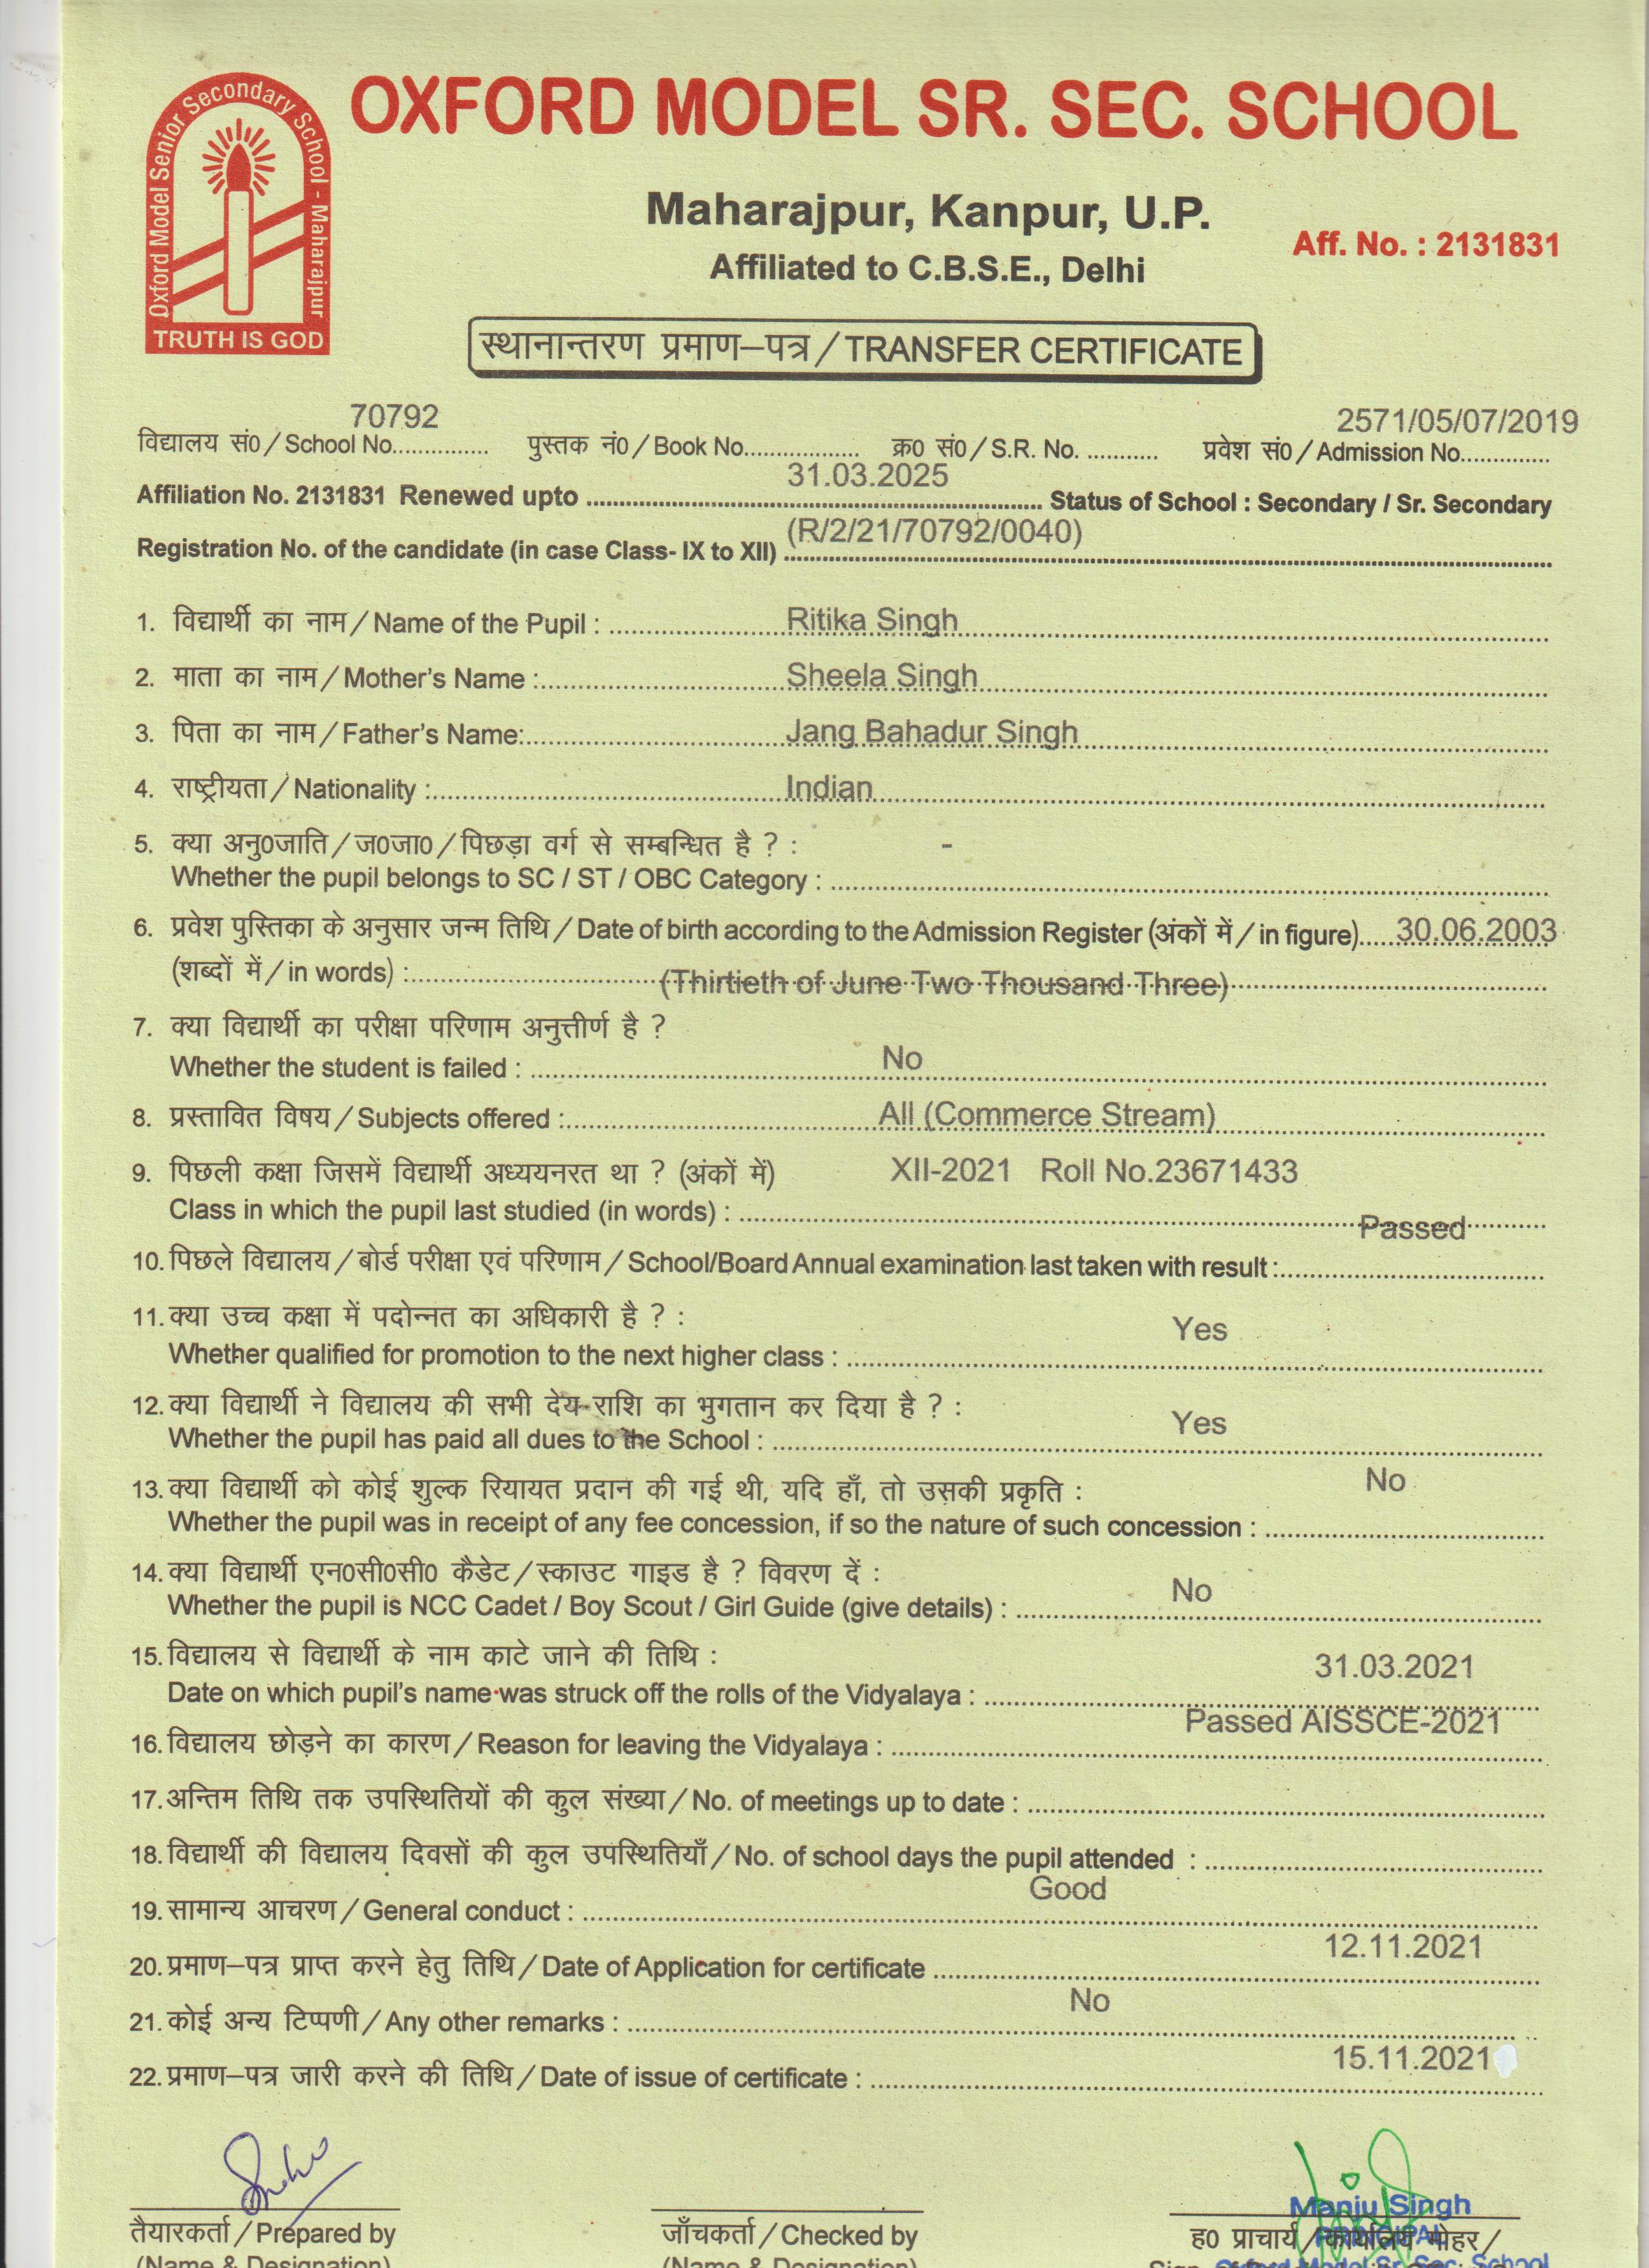 Oxford Model Senior Secondary School - Maharajpur
TRUTH IS GOD
OXFORD MODEL SR. SEC. SCHOOL
Maharajpur, Kanpur, U.P.
Aff. No. : 2131831
Affiliated to C.B.S.E., Delhi
स्थानान्तरण प्रमाण–पत्र / TRANSFER CERTIFICATE
70792 2571/05/07/2019
विद्यालय सं0 / School No............... पुस्तक नं0 / Book No.................. क्र0 सं0 / S.R. No. ........... प्रवेश सं0 / Admission No..............
Affiliation No. 2131831 Renewed upto 31.03.2025 Status of School : Secondary / Sr. Secondary
Registration No. of the candidate (in case Class- IX to XII) (R/2/21/70792/0040)
1. विद्यार्थी का नाम / Name of the Pupil : Ritika Singh
2. माता का नाम / Mother's Name : Sheela Singh
3. पिता का नाम / Father's Name: Jang Bahadur Singh
4. राष्ट्रीयता / Nationality : Indian
5. क्या अनु0जाति / ज0जा0 / पिछड़ा वर्ग से सम्बन्धित है ? : -
Whether the pupil belongs to SC / ST / OBC Category :
6. प्रवेश पुस्तिका के अनुसार जन्म तिथि / Date of birth according to the Admission Register (अंकों में / in figure) 30.06.2003
(शब्दों में / in words) : (Thirtieth of June Two Thousand Three)
7. क्या विद्यार्थी का परीक्षा परिणाम अनुत्तीर्ण है ?
Whether the student is failed : No
8. प्रस्तावित विषय / Subjects offered : All (Commerce Stream)
9. पिछली कक्षा जिसमें विद्यार्थी अध्ययनरत था ? (अंकों में) XII-2021 Roll No.23671433
Class in which the pupil last studied (in words) :
10. पिछले विद्यालय / बोर्ड परीक्षा एवं परिणाम / School/Board Annual examination last taken with result : Passed
11. क्या उच्च कक्षा में पदोन्नत का अधिकारी है ? :
Whether qualified for promotion to the next higher class : Yes
12. क्या विद्यार्थी ने विद्यालय की सभी देय-राशि का भुगतान कर दिया है ? :
Whether the pupil has paid all dues to the School : Yes
13. क्या विद्यार्थी को कोई शुल्क रियायत प्रदान की गई थी, यदि हाँ, तो उसकी प्रकृति : No
Whether the pupil was in receipt of any fee concession, if so the nature of such concession :
14. क्या विद्यार्थी एन0सी0सी0 कैडेट / स्काउट गाइड है ? विवरण दें :
Whether the pupil is NCC Cadet / Boy Scout / Girl Guide (give details) : No
15. विद्यालय से विद्यार्थी के नाम काटे जाने की तिथि :
Date on which pupil's name was struck off the rolls of the Vidyalaya : 31.03.2021
16. विद्यालय छोड़ने का कारण / Reason for leaving the Vidyalaya : Passed AISSCE-2021
17. अन्तिम तिथि तक उपस्थितियों की कुल संख्या / No. of meetings up to date :
18. विद्यार्थी की विद्यालय दिवसों की कुल उपस्थितियाँ / No. of school days the pupil attended :
19. सामान्य आचरण / General conduct : Good
20. प्रमाण–पत्र प्राप्त करने हेतु तिथि / Date of Application for certificate 12.11.2021
21. कोई अन्य टिप्पणी / Any other remarks : No
22. प्रमाण–पत्र जारी करने की तिथि / Date of issue of certificate : 15.11.2021
Manju Singh
PRINCIPAL
तैयारकर्ता / Prepared by जाँचकर्ता / Checked by ह0 प्राचार्य / कार्यालय मोहर /
(Name & Designation) (Name & Designation) Oxford Model Sr. Sec. School